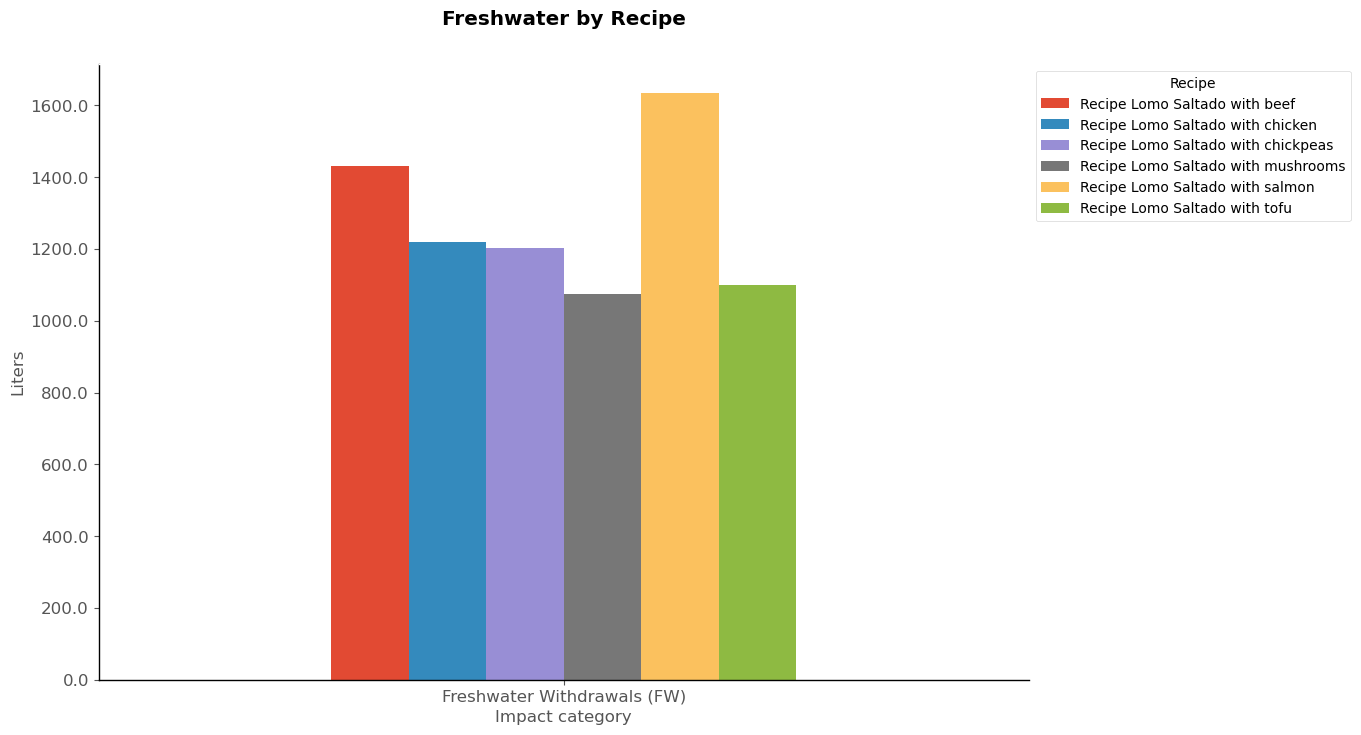 Freshwater by Recipe
Recipe
Recipe Lomo Saltado with beef
Recipe Lomo Saltado with chicken
Recipe Lomo Saltado with chickpeas
Recipe Lomo Saltado with mushrooms
Recipe Lomo Saltado with salmon
Recipe Lomo Saltado with tofu
Liters
1600.0
1400.0
1200.0
1000.0
800.0
600.0
400.0
200.0
0.0
Freshwater Withdrawals (FW)
Impact category